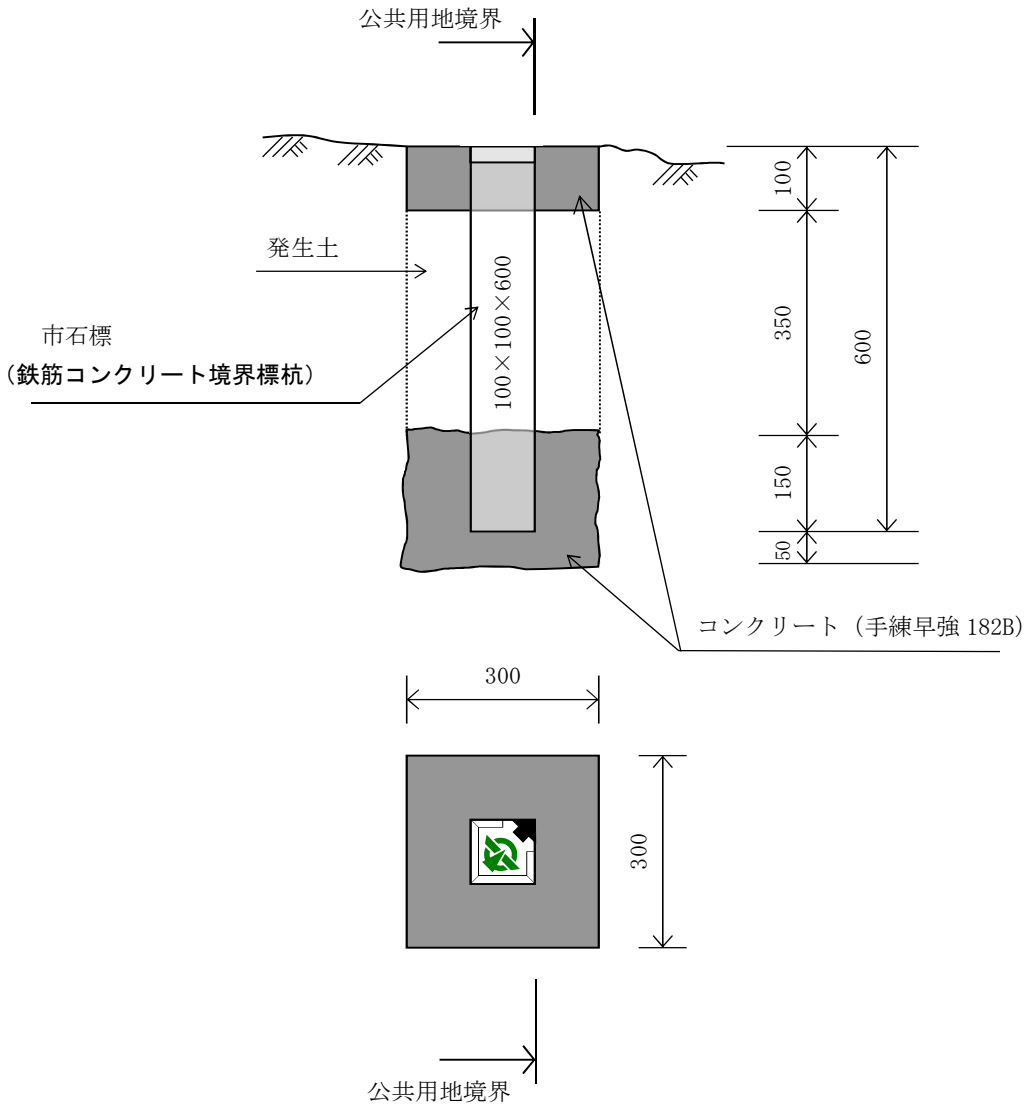 公共用地境界
100
発生土
350
600
100×100×600
市石標
（鉄筋コンクリート境界標杭）
150
50
コンクリート（手練早強 182B）
300
300
公共用地境界